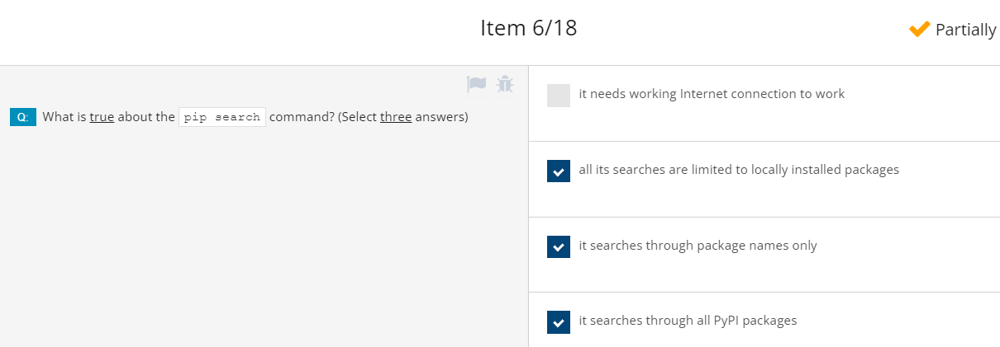 Item 6/18
Partially
Q: What is true about the pip search command? (Select three answers)
it needs working Internet connection to work
all its searches are limited to locally installed packages
it searches through package names only
it searches through all PyPI packages